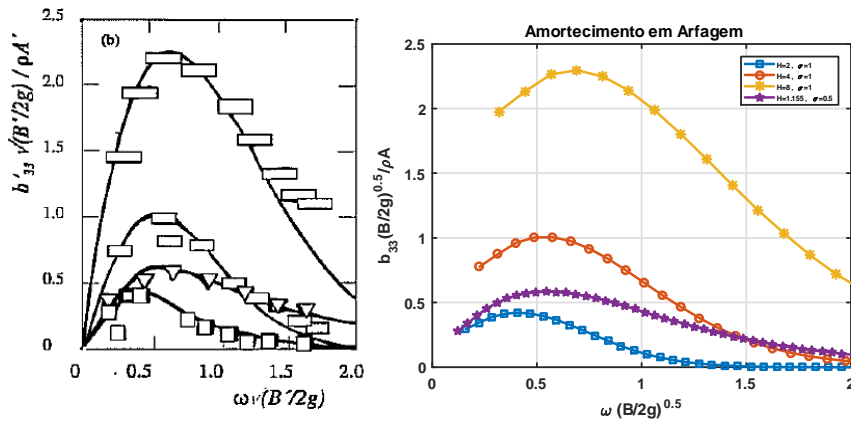 (b)
2.5
2.0
1.5
1.0
0.5
0
0
0.5
1.0
1.5
2.0
b'₃₃ √(B'/2g) / ρA'
ω√(B'/2g)
Amortecimento em Arfagem
2.5
2
1.5
1
0.5
0
0
0.5
1
1.5
2
b₃₃(B/2g)⁰·⁵/ρA
ω (B/2g)⁰·⁵
H=2 , σ=1
H=4 , σ=1
H=8 , σ=1
H=1.155, σ=0.5